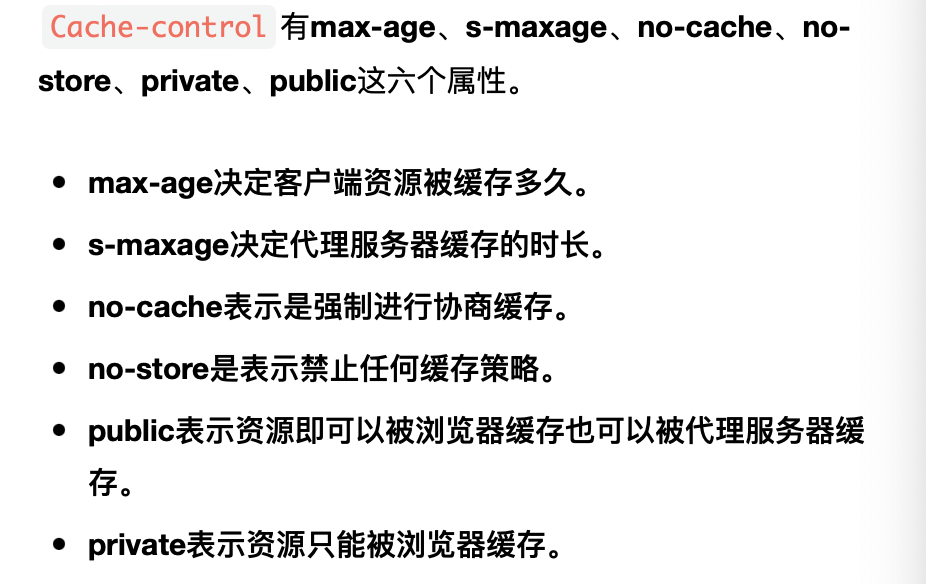 Cache-control 有max-age、s-maxage、no-cache、no-
store、private、public这六个属性。
max-age决定客户端资源被缓存多久。
s-maxage决定代理服务器缓存的时长。
no-cache表示是强制进行协商缓存。
no-store是表示禁止任何缓存策略。
public表示资源即可以被浏览器缓存也可以被代理服务器缓
存。
private表示资源只能被浏览器缓存。